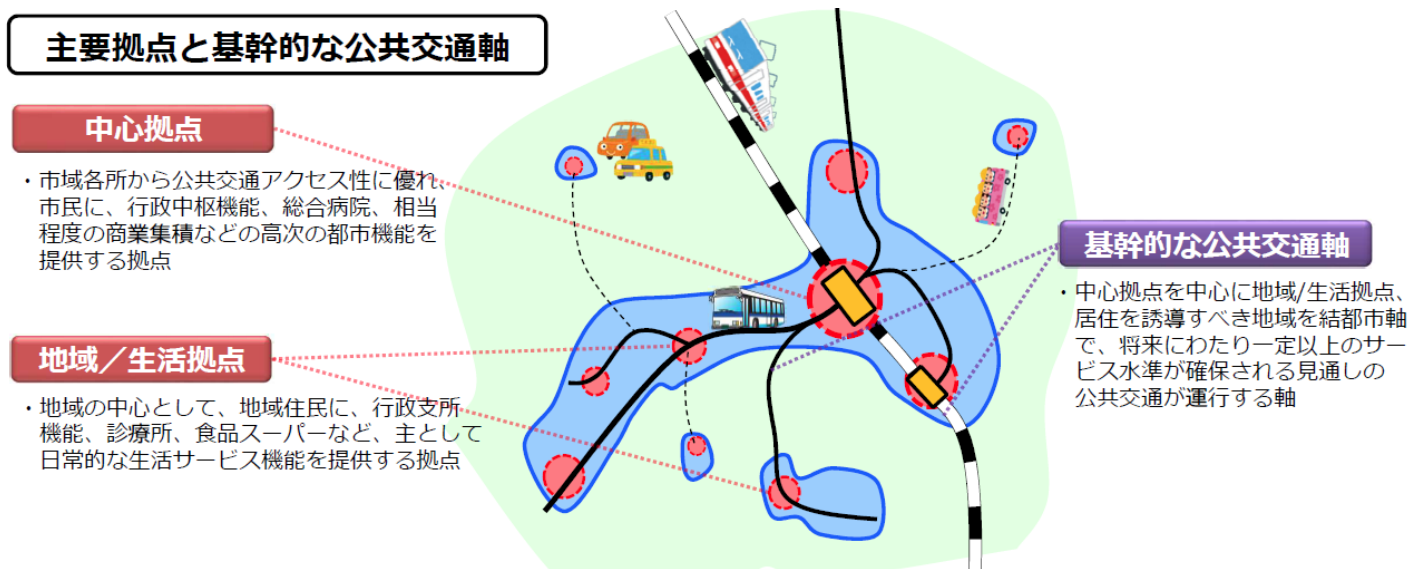 主要拠点と基幹的な公共交通軸
中心拠点
・市域各所から公共交通アクセス性に優れ、
市民に、行政中枢機能、総合病院、相当
程度の商業集積などの高次の都市機能を
提供する拠点
地域／生活拠点
・地域の中心として、地域住民に、行政支所
機能、診療所、食品スーパーなど、主として
日常的な生活サービス機能を提供する拠点
基幹的な公共交通軸
・中心拠点を中心に地域/生活拠点、
居住を誘導すべき地域を結都市軸
で、将来にわたり一定以上のサー
ビス水準が確保される見通しの
公共交通が運行する軸